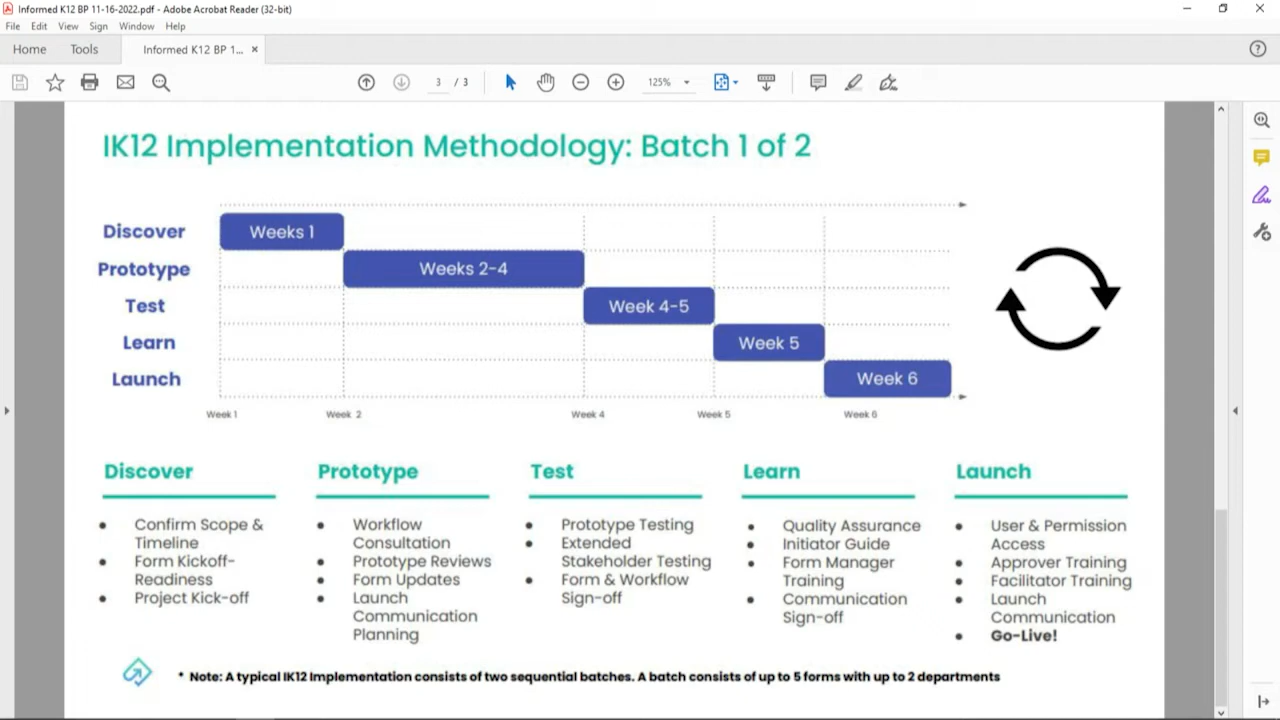 Informed K12 BP 11-16-2022.pdf - Adobe Acrobat Reader (32-bit)
File Edit View Sign Window Help
Home Tools Informed K12 BP 1... ×
3 / 3 125%
IK12 Implementation Methodology: Batch 1 of 2
Discover Weeks 1
Prototype Weeks 2-4
Test Week 4-5
Learn Week 5
Launch Week 6
Week 1 Week 2 Week 4 Week 5 Week 6
Discover
• Confirm Scope &
Timeline
• Form Kickoff-
Readiness
• Project Kick-off
Prototype
• Workflow
Consultation
• Prototype Reviews
• Form Updates
• Launch
Communication
Planning
Test
• Prototype Testing
• Extended
Stakeholder Testing
• Form & Workflow
Sign-off
Learn
• Quality Assurance
• Initiator Guide
• Form Manager
Training
• Communication
Sign-off
Launch
• User & Permission
Access
• Approver Training
• Facilitator Training
• Launch
Communication
• Go-Live!
* Note: A typical IK12 Implementation consists of two sequential batches. A batch consists of up to 5 forms with up to 2 departments